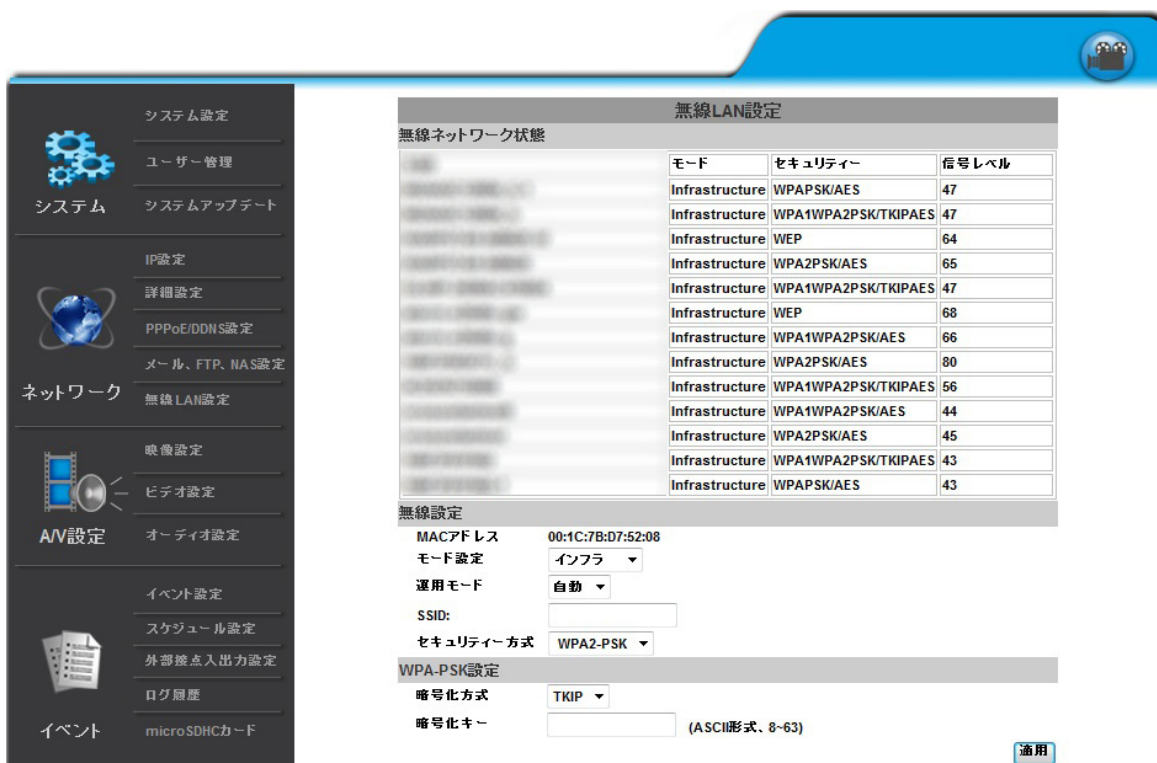 システム
システム設定
ユーザー管理
システムアップデート
ネットワーク
IP設定
詳細設定
PPPoE/DDNS設定
メール、FTP、NAS設定
無線LAN設定
A/V設定
映像設定
ビデオ設定
オーディオ設定
イベント
イベント設定
スケジュール設定
外部接点入出力設定
ログ履歴
microSDHCカード
無線LAN設定
無線ネットワーク状態
モード セキュリティー 信号レベル
Infrastructure WPAPSK/AES 47
Infrastructure WPA1WPA2PSK/TKIPAES 47
Infrastructure WEP 64
Infrastructure WPA2PSK/AES 65
Infrastructure WPA1WPA2PSK/TKIPAES 47
Infrastructure WEP 68
Infrastructure WPA1WPA2PSK/AES 66
Infrastructure WPA2PSK/AES 80
Infrastructure WPA1WPA2PSK/TKIPAES 56
Infrastructure WPA1WPA2PSK/AES 44
Infrastructure WPA2PSK/AES 45
Infrastructure WPA1WPA2PSK/TKIPAES 43
Infrastructure WPAPSK/AES 43
無線設定
MACアドレス 00:1C:7B:D7:52:08
モード設定 インフラ
運用モード 自動
SSID:
セキュリティー方式 WPA2-PSK
WPA-PSK設定
暗号化方式 TKIP
暗号化キー (ASCII形式、8~63)
適用